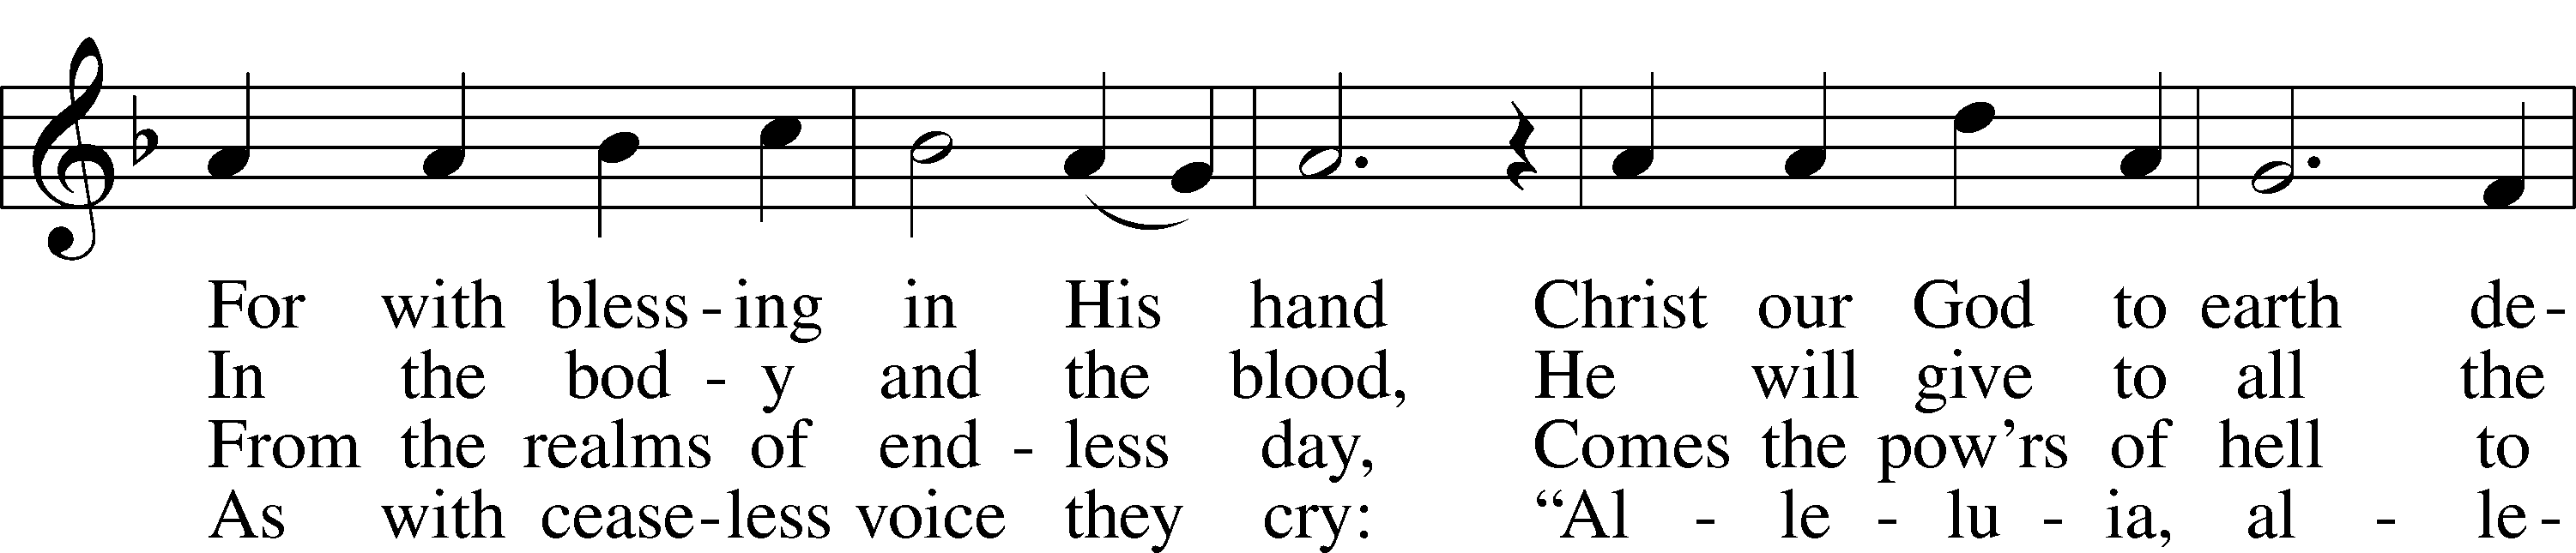 For with bless - ing in His hand Christ our God to earth de -
In the bod - y and the blood, He will give to all the
From the realms of end - less day, Comes the pow’rs of hell to
As with cease - less voice they cry: “Al - le - lu - ia, al - le -